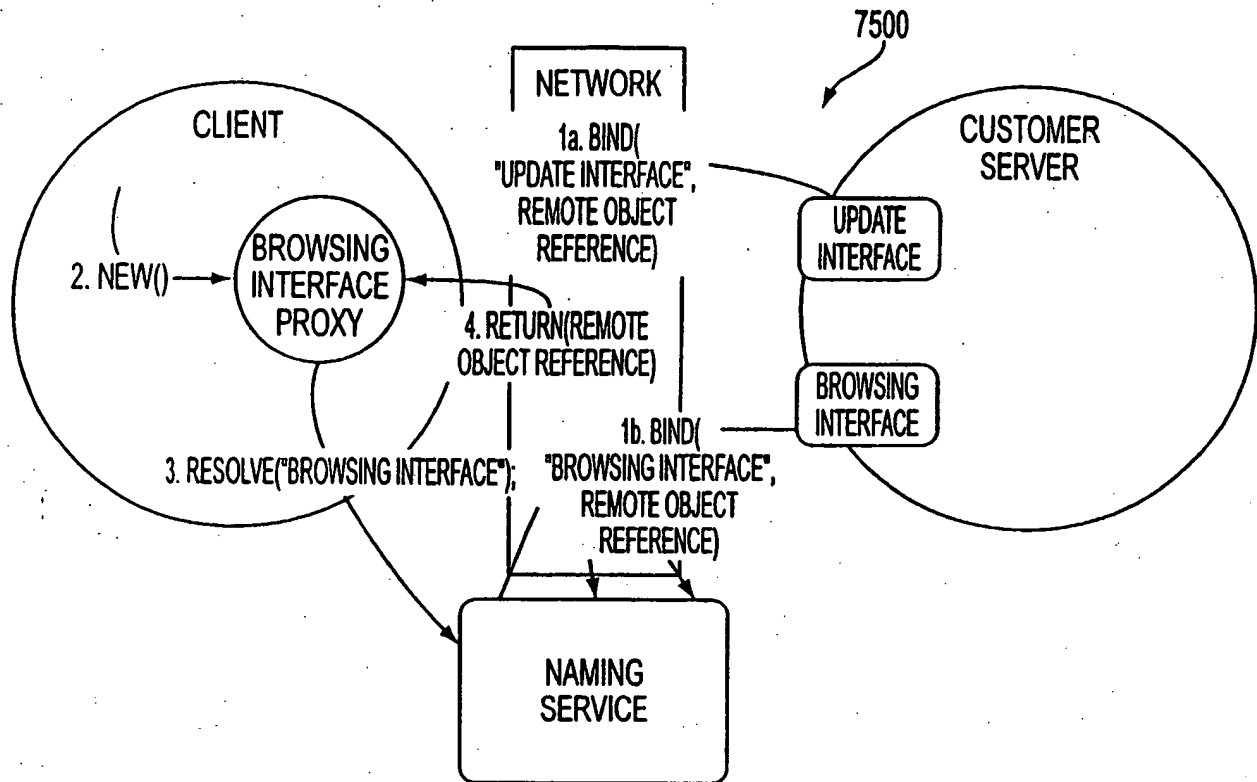 7500
NETWORK
CLIENT
CUSTOMER
SERVER
1a. BIND(
"UPDATE INTERFACE",
REMOTE OBJECT
REFERENCE)
UPDATE
INTERFACE
2. NEW()
BROWSING
INTERFACE
PROXY
4. RETURN(REMOTE
OBJECT REFERENCE)
BROWSING
INTERFACE
1b. BIND(
"BROWSING INTERFACE",
REMOTE OBJECT
REFERENCE)
3. RESOLVE("BROWSING INTERFACE");
NAMING
SERVICE